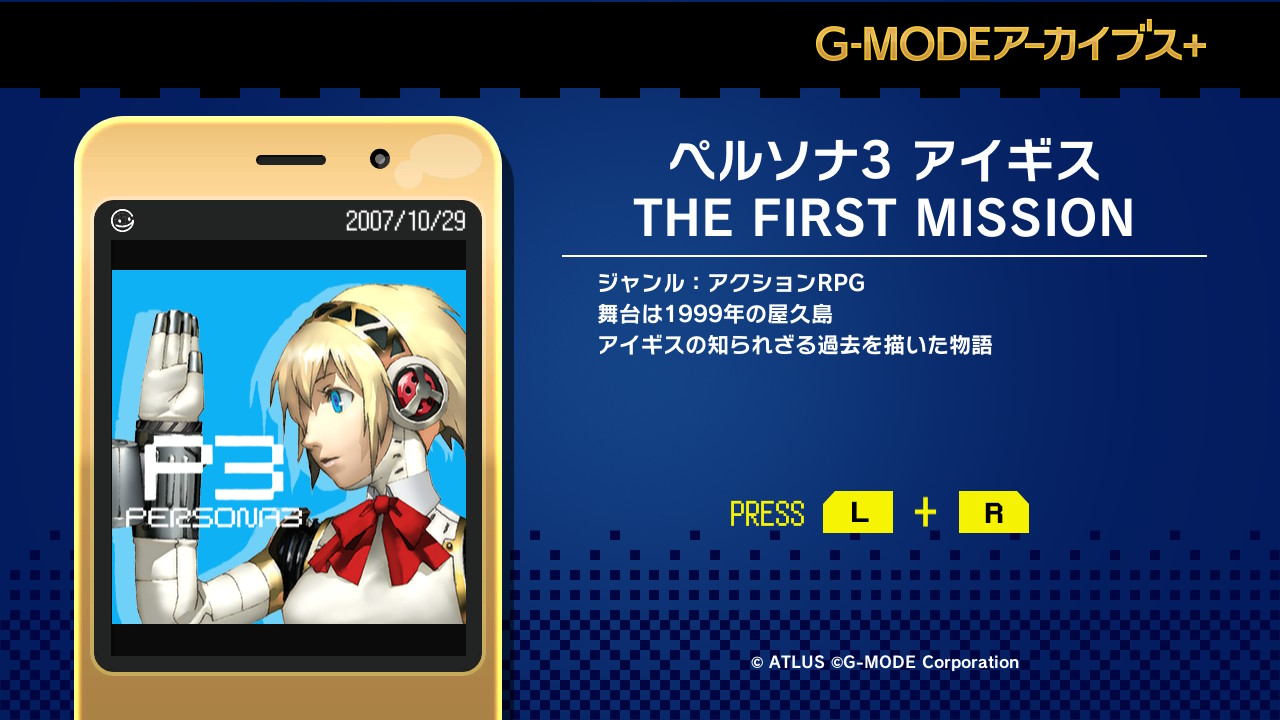 G-MODEアーカイブス+
2007/10/29
P3
PERSONA3
ペルソナ3 アイギス
THE FIRST MISSION
ジャンル：アクションRPG
舞台は1999年の屋久島
アイギスの知られざる過去を描いた物語
PRESS L + R
© ATLUS ©G-MODE Corporation